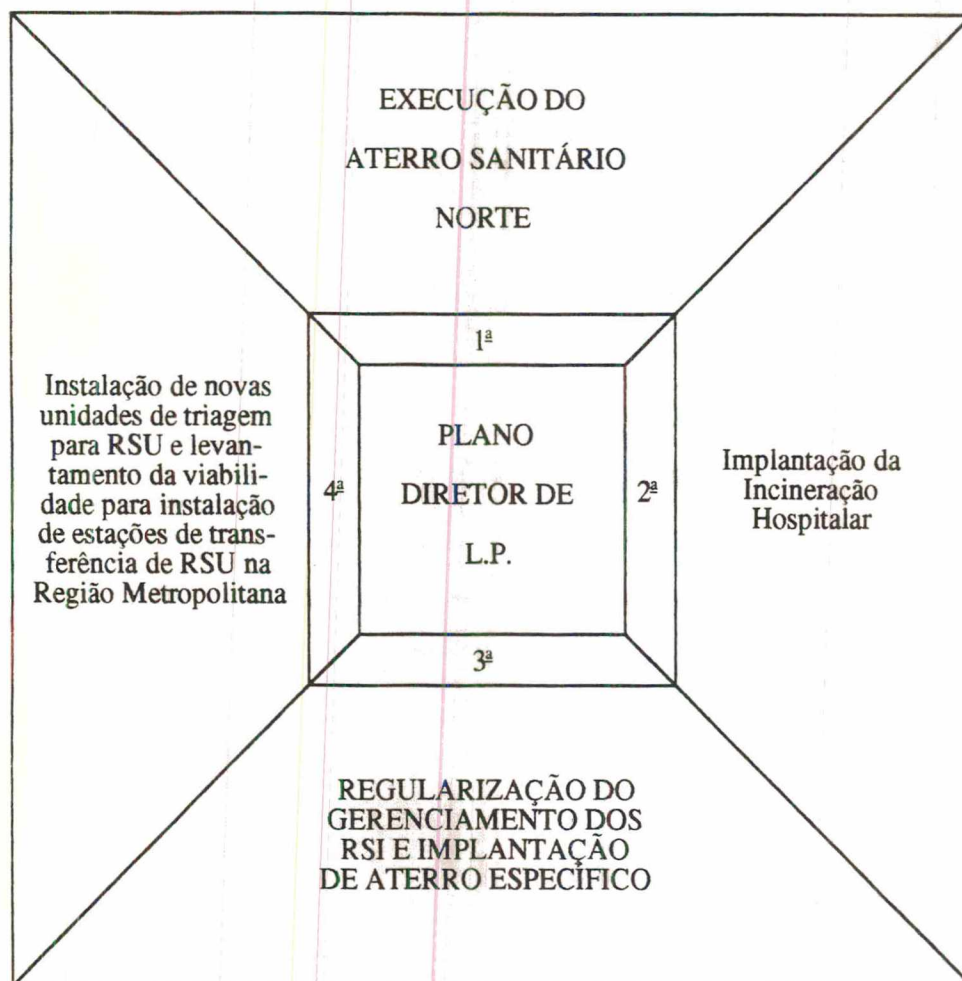 EXECUÇÃO DO
ATERRO SANITÁRIO
NORTE
1ª
Instalação de novas
unidades de triagem
para RSU e levan-
tamento da viabili-
dade para instalação
de estações de trans-
ferência de RSU na
Região Metropolitana
4ª
PLANO
DIRETOR DE
L.P.
2ª
Implantação da
Incineração
Hospitalar
3ª
REGULARIZAÇÃO DO
GERENCIAMENTO DOS
RSI E IMPLANTAÇÃO
DE ATERRO ESPECÍFICO